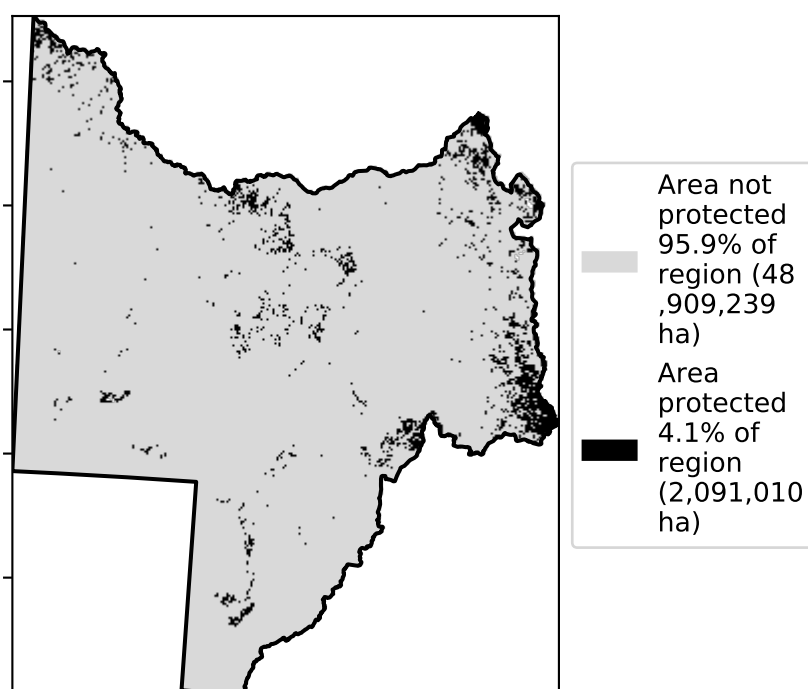 Area not
protected
95.9% of
region (48
,909,239
ha)
Area
protected
4.1% of
region
(2,091,010
ha)